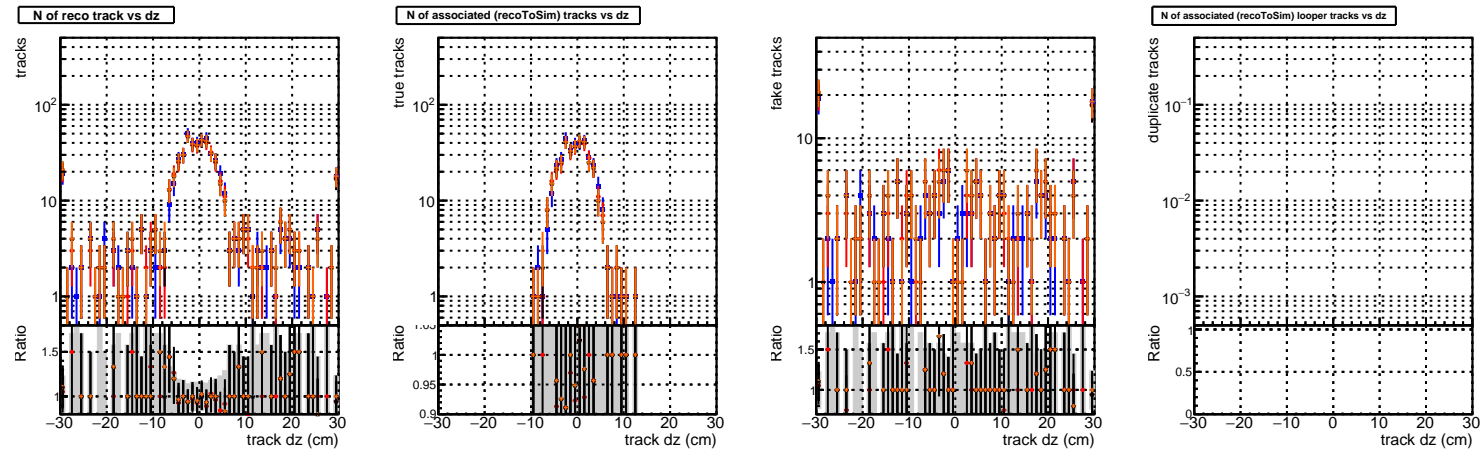 N of reco track vs dz
tracks
10²
10
1
Ratio
1.5
1
−30 −20 −10 0 10 20 30
track dz (cm)
N of associated (recoToSim) tracks vs dz
true tracks
10²
10
1
Ratio
1.05
1
0.95
0.9
−30 −20 −10 0 10 20 30
track dz (cm)
fake tracks
10
1
Ratio
1.5
1
−30 −20 −10 0 10 20 30
track dz (cm)
N of associated (recoToSim) looper tracks vs dz
duplicate tracks
10⁻¹
10⁻²
10⁻³
Ratio
1
0.5
0
−30 −20 −10 0 10 20 30
track dz (cm)